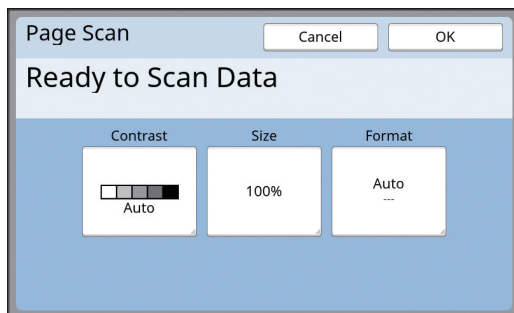 Page Scan
Cancel
OK
Ready to Scan Data
Contrast
Size
Format
Auto
100%
Auto
---